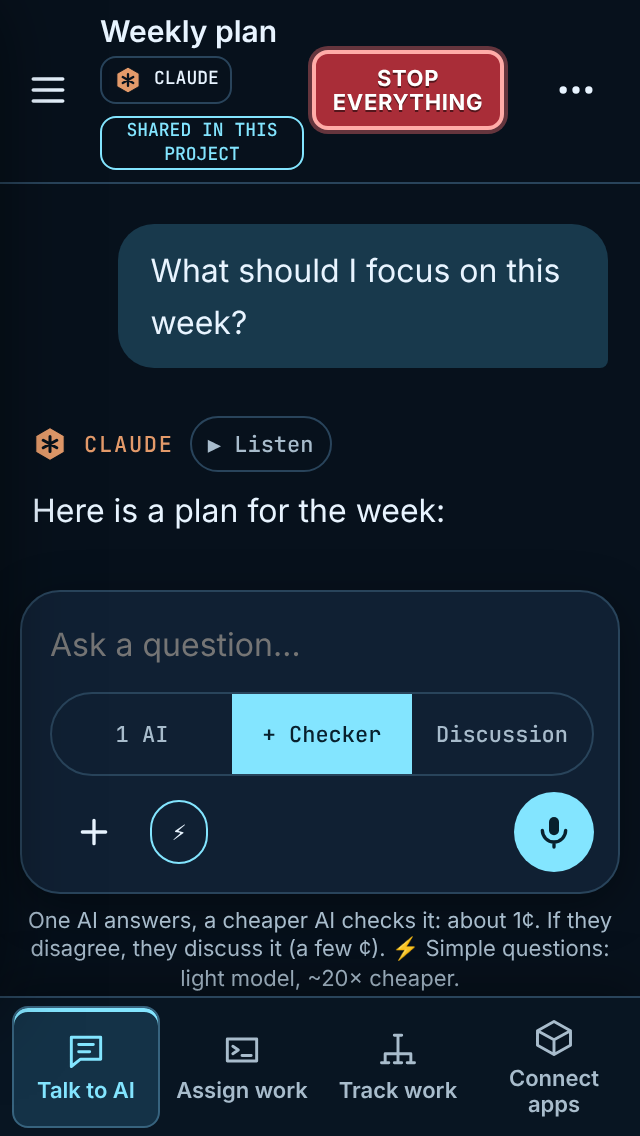 Weekly plan
CLAUDE
SHARED IN THIS
PROJECT
STOP
EVERYTHING
What should I focus on this
week?
CLAUDE
▶ Listen
Here is a plan for the week:
Ask a question...
1 AI
+ Checker
Discussion
One AI answers, a cheaper AI checks it: about 1¢. If they
disagree, they discuss it (a few ¢). ⚡ Simple questions:
light model, ~20× cheaper.
Talk to AI
Assign work
Track work
Connect
apps